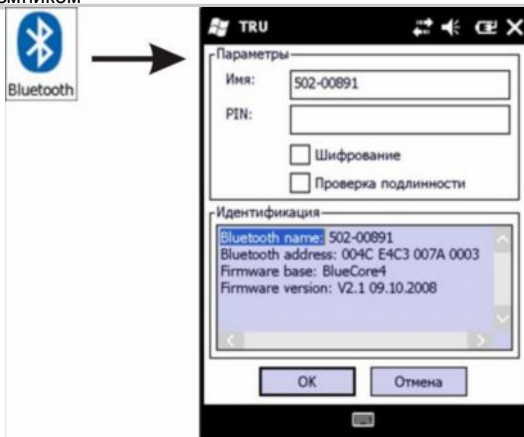 Bluetooth
TRU
Параметры
Имя:
502-00891
PIN:
Шифрование
Проверка подлинности
Идентификация
Bluetooth name: 502-00891
Bluetooth address: 004C E4C3 007A 0003
Firmware base: BlueCore4
Firmware version: V2.1 09.10.2008
OK
Отмена